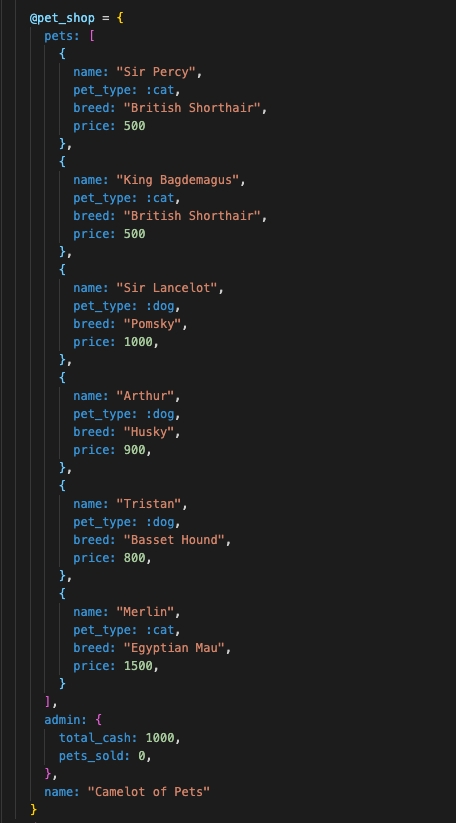 @pet_shop = {
pets: [
{
name: "Sir Percy",
pet_type: :cat,
breed: "British Shorthair",
price: 500
},
{
name: "King Bagdemagus",
pet_type: :cat,
breed: "British Shorthair",
price: 500
},
{
name: "Sir Lancelot",
pet_type: :dog,
breed: "Pomsky",
price: 1000,
},
{
name: "Arthur",
pet_type: :dog,
breed: "Husky",
price: 900,
},
{
name: "Tristan",
pet_type: :dog,
breed: "Basset Hound",
price: 800,
},
{
name: "Merlin",
pet_type: :cat,
breed: "Egyptian Mau",
price: 1500,
}
],
admin: {
total_cash: 1000,
pets_sold: 0,
},
name: "Camelot of Pets"
}